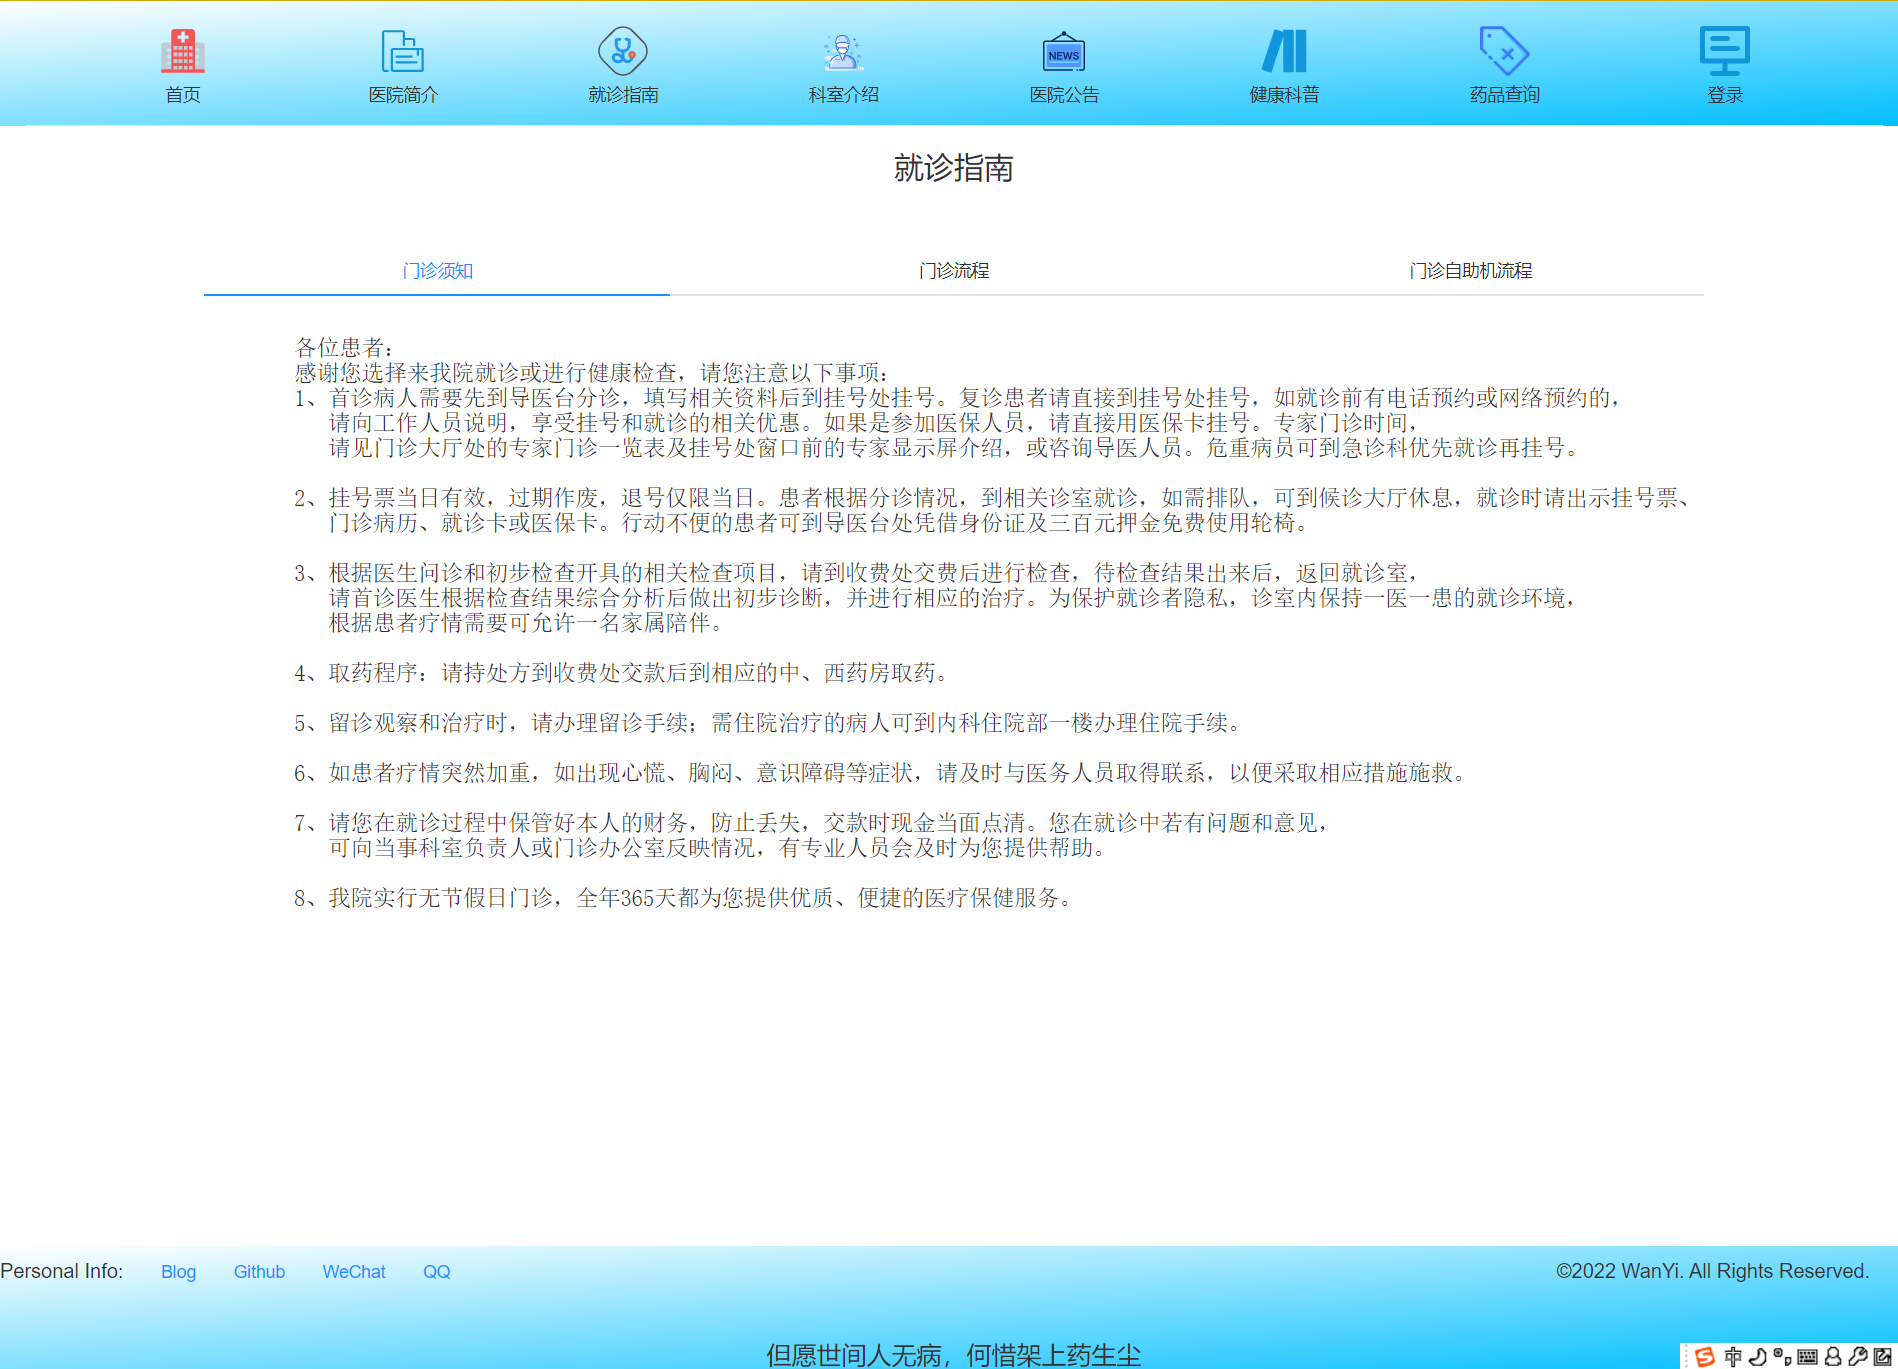 首页
医院简介
就诊指南
科室介绍
NEWS
医院公告
健康科普
药品查询
登录
就诊指南
门诊须知
门诊流程
门诊自助机流程
各位患者：
感谢您选择来我院就诊或进行健康检查，请您注意以下事项：
1、首诊病人需要先到导医台分诊，填写相关资料后到挂号处挂号。复诊患者请直接到挂号处挂号，如就诊前有电话预约或网络预约的，
请向工作人员说明，享受挂号和就诊的相关优惠。如果是参加医保人员，请直接用医保卡挂号。专家门诊时间，
请见门诊大厅处的专家门诊一览表及挂号处窗口前的专家显示屏介绍，或咨询导医人员。危重病员可到急诊科优先就诊再挂号。
2、挂号票当日有效，过期作废，退号仅限当日。患者根据分诊情况，到相关诊室就诊，如需排队，可到候诊大厅休息，就诊时请出示挂号票、
门诊病历、就诊卡或医保卡。行动不便的患者可到导医台处凭借身份证及三百元押金免费使用轮椅。
3、根据医生问诊和初步检查开具的相关检查项目，请到收费处交费后进行检查，待检查结果出来后，返回就诊室，
请首诊医生根据检查结果综合分析后做出初步诊断，并进行相应的治疗。为保护就诊者隐私，诊室内保持一医一患的就诊环境，
根据患者疗情需要可允许一名家属陪伴。
4、取药程序：请持处方到收费处交款后到相应的中、西药房取药。
5、留诊观察和治疗时，请办理留诊手续；需住院治疗的病人可到内科住院部一楼办理住院手续。
6、如患者疗情突然加重，如出现心慌、胸闷、意识障碍等症状，请及时与医务人员取得联系，以便采取相应措施施救。
7、请您在就诊过程中保管好本人的财务，防止丢失，交款时现金当面点清。您在就诊中若有问题和意见，
可向当事科室负责人或门诊办公室反映情况，有专业人员会及时为您提供帮助。
8、我院实行无节假日门诊，全年365天都为您提供优质、便捷的医疗保健服务。
Personal Info: Blog Github WeChat QQ
©2022 WanYi. All Rights Reserved.
但愿世间人无病，何惜架上药生尘
中